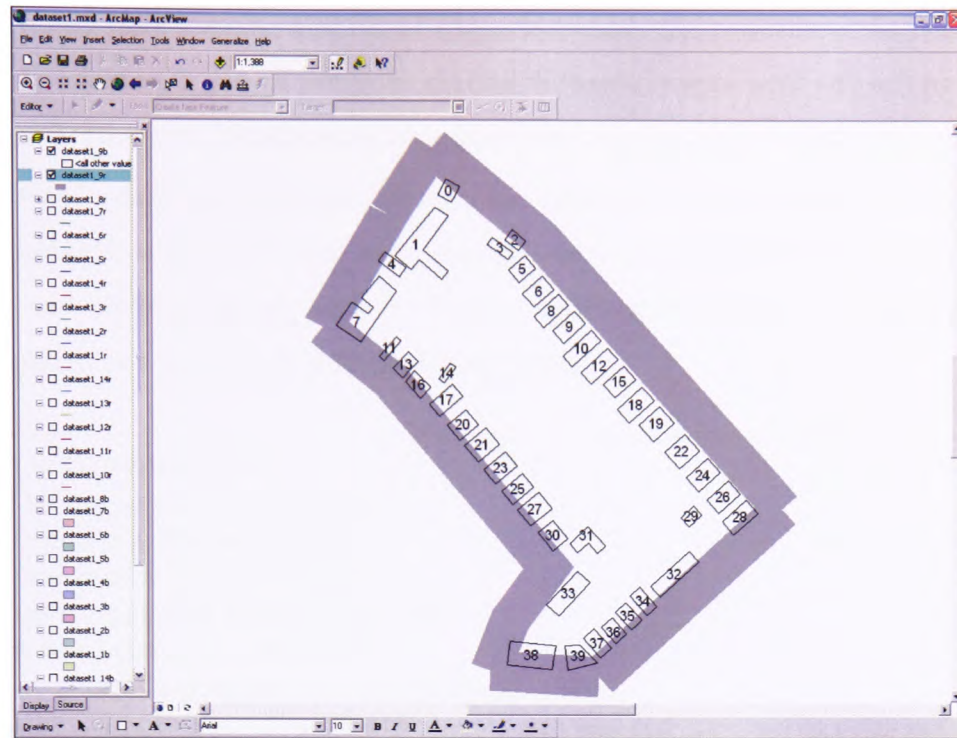 dataset1.mxd - ArcMap - ArcView
File Edit View Insert Selection Tools Window Generalize Help
1:1,388
Editor Create New Feature Target:
Layers
dataset1_9b
<all other value
dataset1_9r
dataset1_8r
dataset1_7r
dataset1_6r
dataset1_5r
dataset1_4r
dataset1_3r
dataset1_2r
dataset1_1r
dataset1_14r
dataset1_13r
dataset1_12r
dataset1_11r
dataset1_10r
dataset1_8b
dataset1_7b
dataset1_6b
dataset1_5b
dataset1_4b
dataset1_3b
dataset1_2b
dataset1_1b
dataset1_14b
Display Source
0
2
1
3
4
5
6
7
8
9
11
10
13
12
14
16
15
17
18
20
19
21
22
23
24
25
26
27
29
28
30
31
32
33
34
35
36
37
38
39
Drawing A Arial 10 B I U A